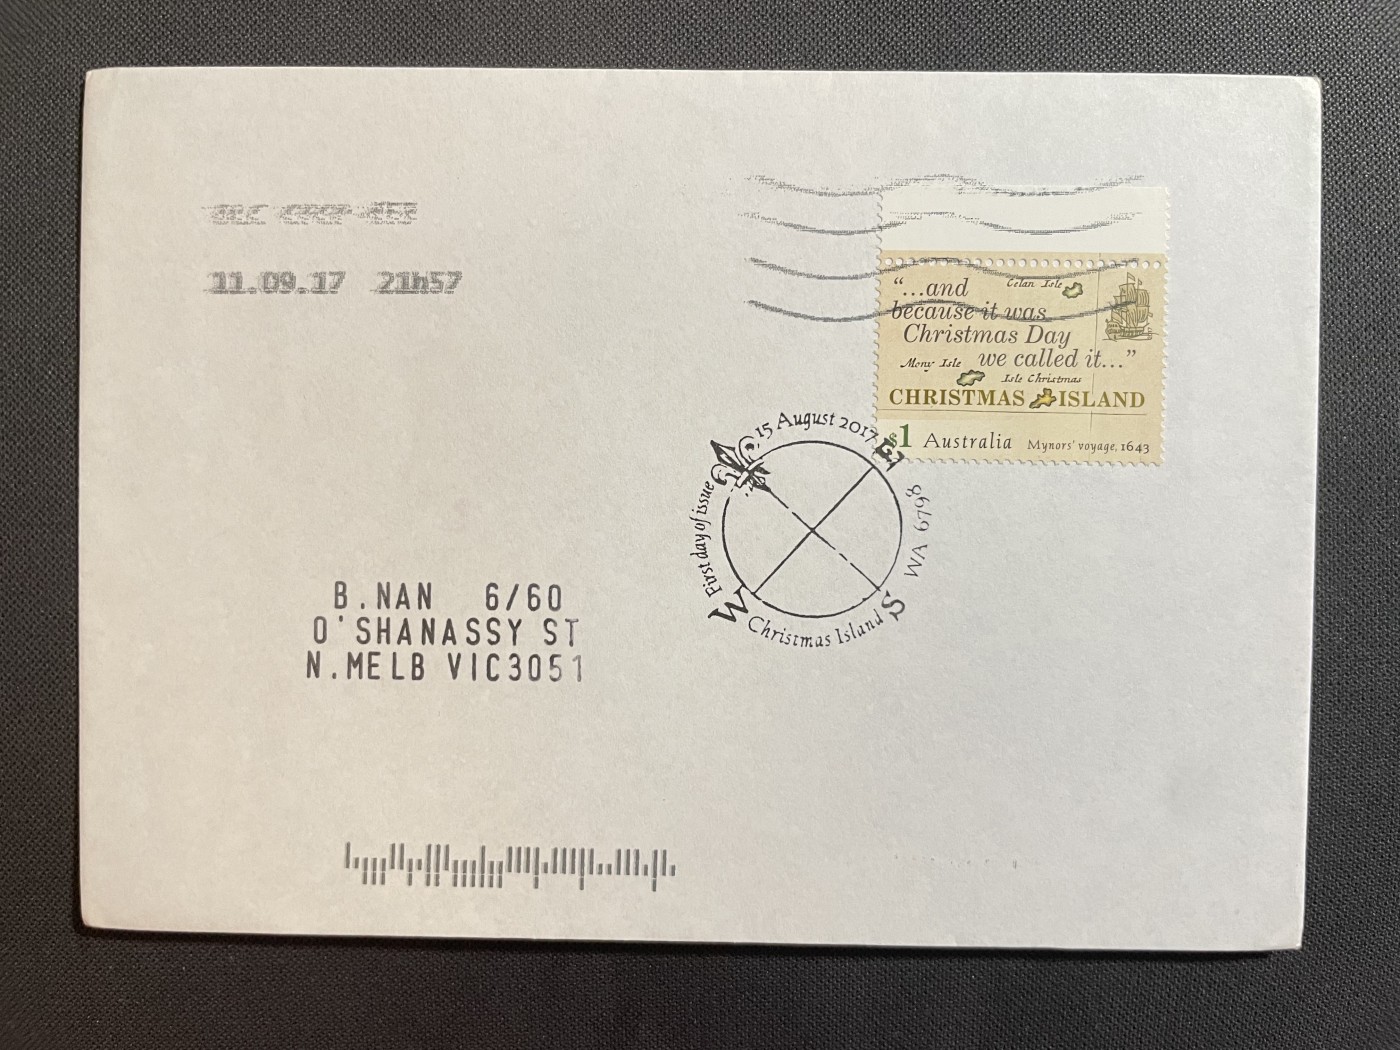 11.09.17 21h57
"...and
because it was
Christmas Day
we called it..."
Celan Isle
Mony Isle
Isle Christmas
CHRISTMAS ISLAND
$1 Australia Mynors' voyage, 1643
First day of issue 15 August 2017 E
WA 6798
S
Christmas Island
W
B.NAN 6/60
O'SHANASSY ST
N.MELB VIC3051